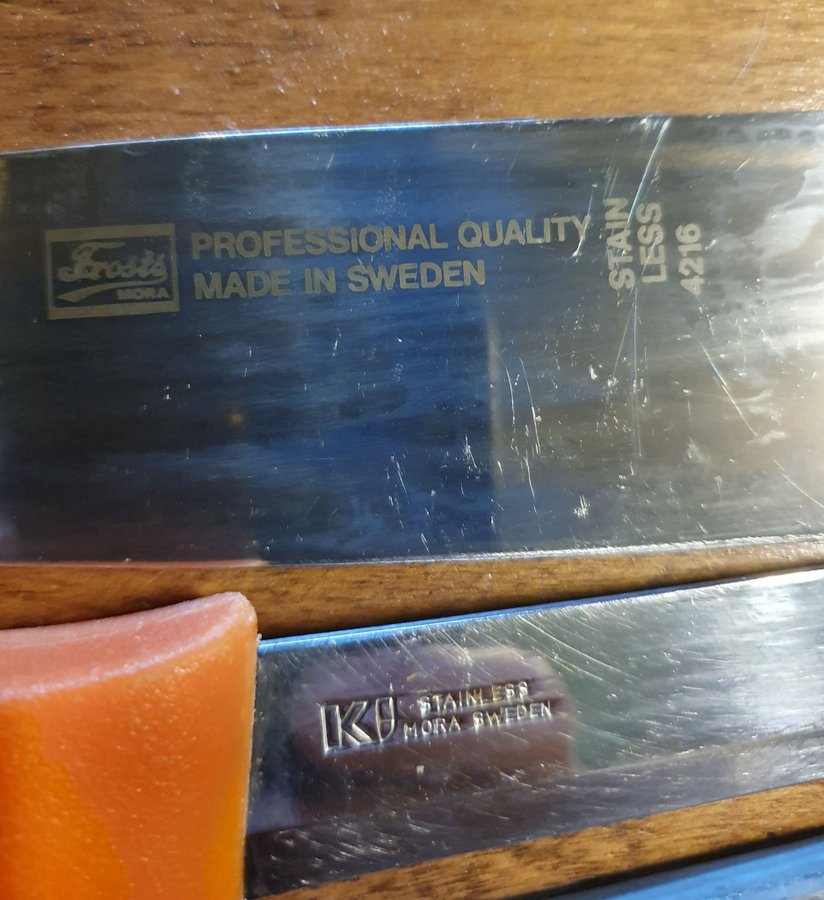 Frosts
MORA
PROFESSIONAL QUALITY
MADE IN SWEDEN
STAIN
LESS
4216
KJ
STAINLESS
MORA SWEDEN